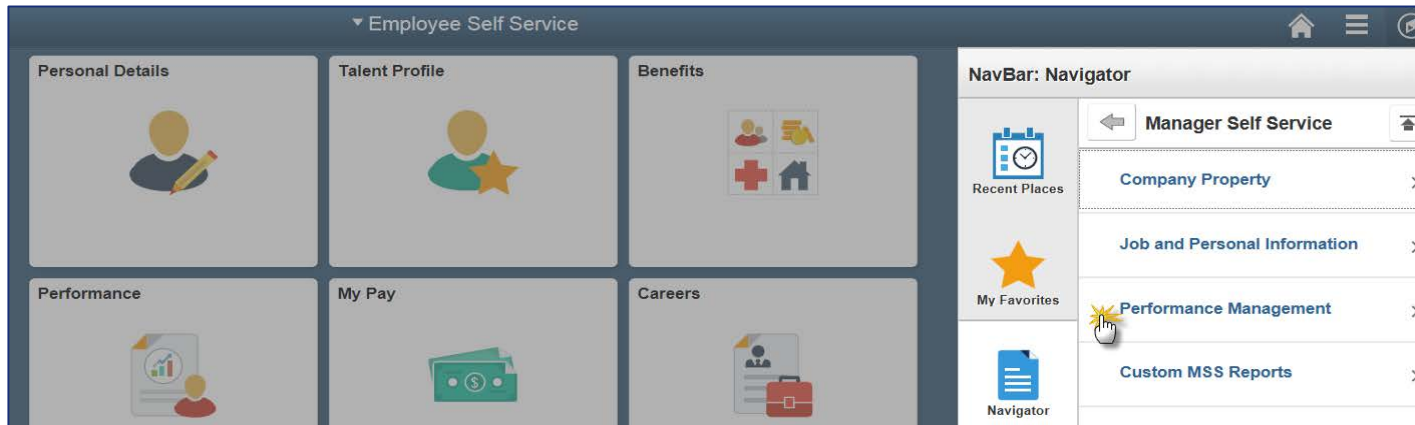 Employee Self Service
Personal Details
Talent Profile
Benefits
Performance
My Pay
Careers
NavBar: Navigator
Recent Places
My Favorites
Navigator
Manager Self Service
Company Property
Job and Personal Information
Performance Management
Custom MSS Reports